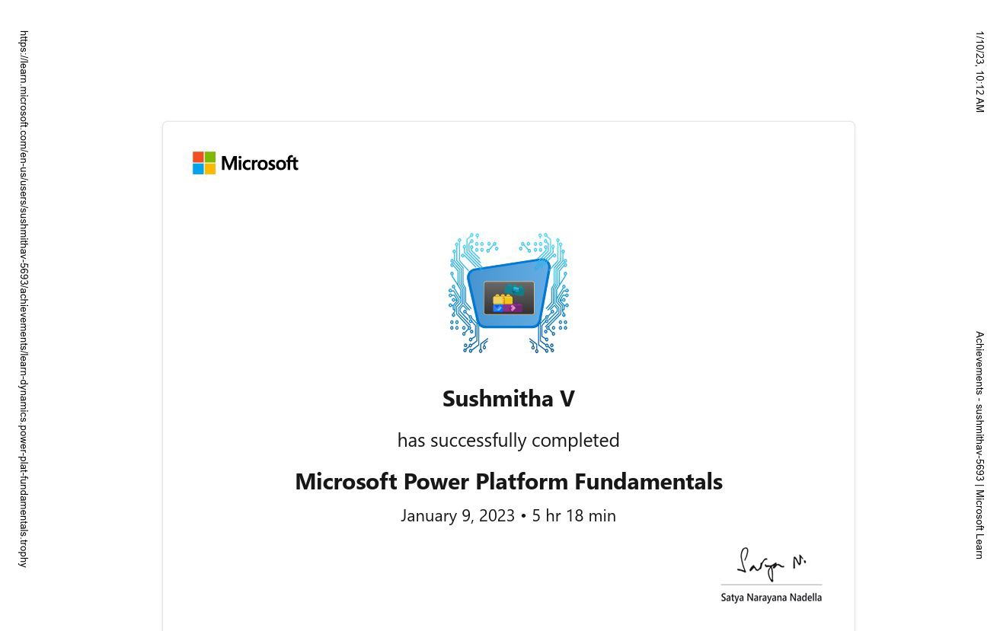 1/10/23, 10:12 AM
Achievements - sushmithav-5693 | Microsoft Learn
Microsoft
Sushmitha V
has successfully completed
Microsoft Power Platform Fundamentals
January 9, 2023 • 5 hr 18 min
Satya N.
Satya Narayana Nadella
https://learn.microsoft.com/en-us/users/sushmithav-5693/achievements/learn-dynamics.power-plat-fundamentals.trophy